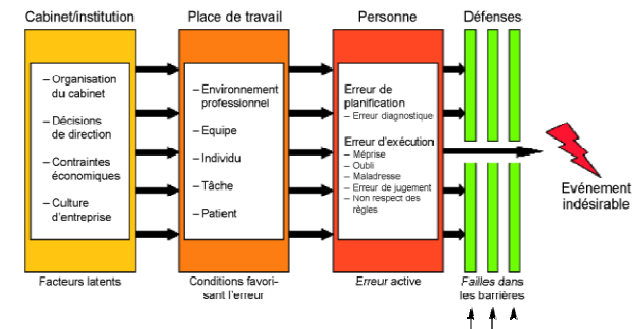 Cabinet/institution
Place de travail
Personne
Défenses
– Organisation
du cabinet
– Décisions
de direction
– Contraintes
économiques
– Culture
d'entreprise
– Environnement
professionnel
– Equipe
– Individu
– Tâche
– Patient
Erreur de
planification
– Erreur diagnostique
Erreur d'exécution
– Méprise
– Oubli
– Maladresse
– Erreur de jugement
– Non respect des
règles
Evénement
indésirable
Facteurs latents
Conditions favori-
sant l'erreur
Erreur active
Failles dans
les barrières